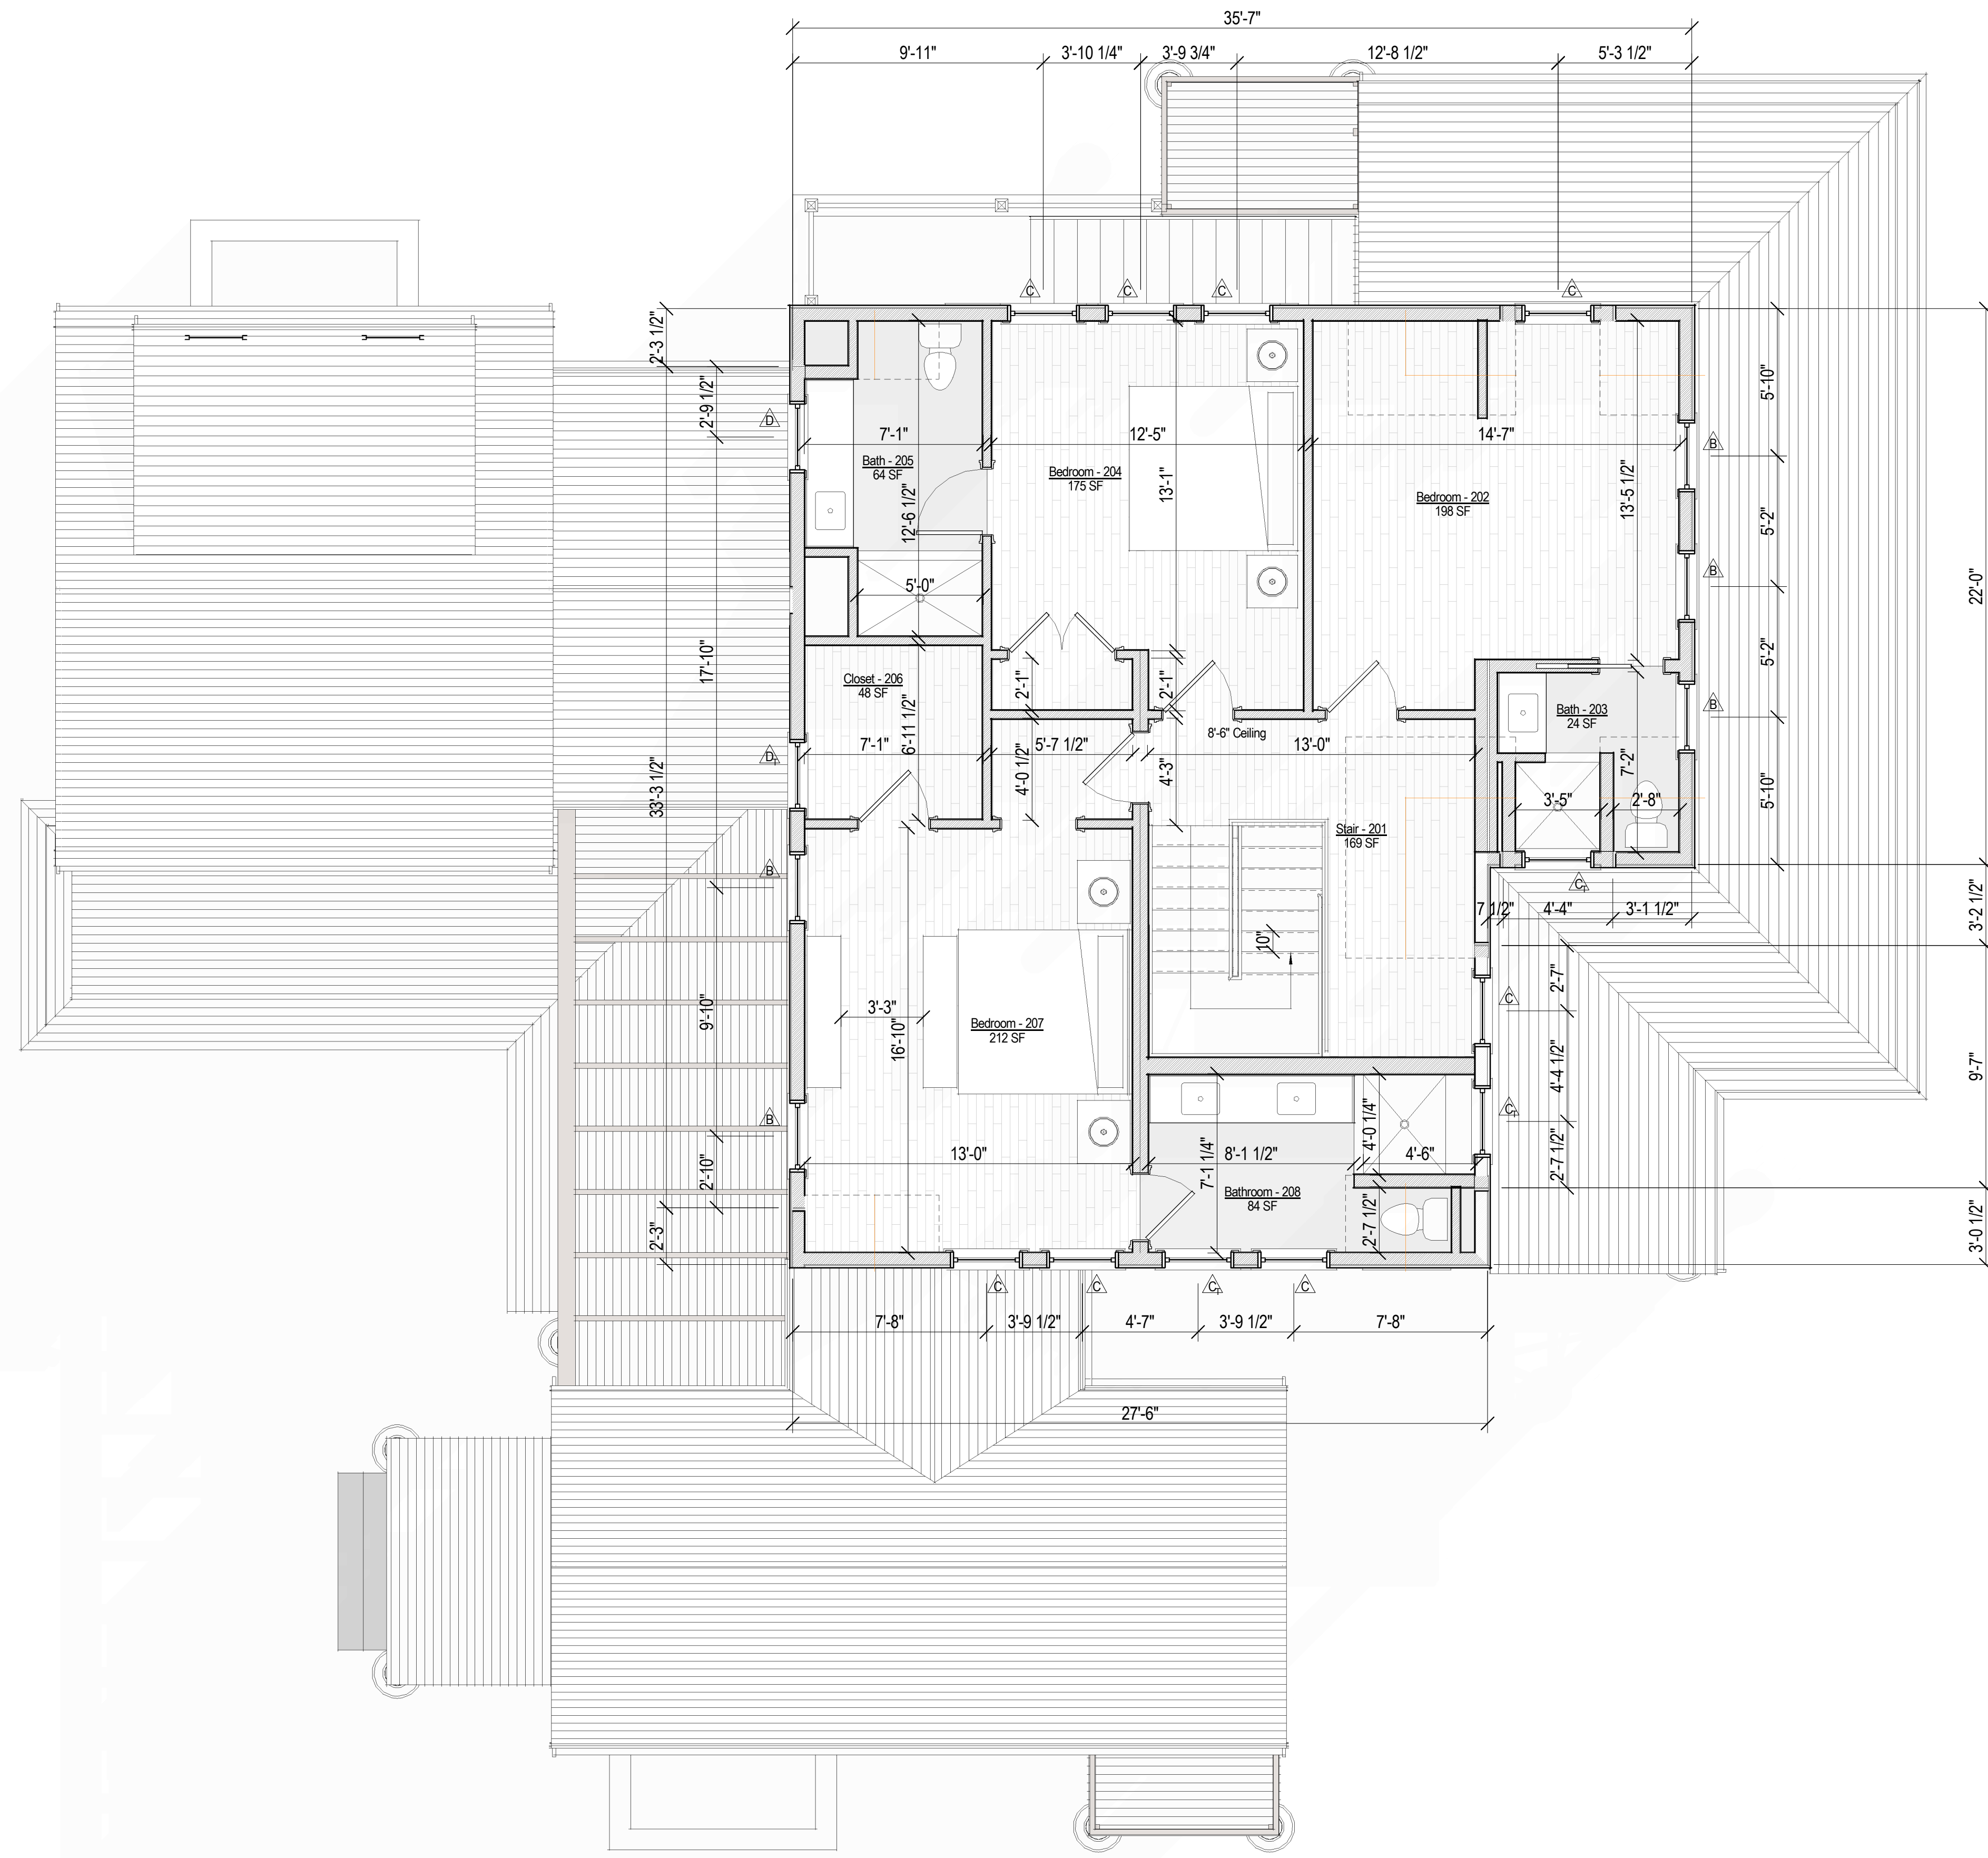 35'-7"
9'-11" 3'-10 1/4" 3'-9 3/4" 12'-8 1/2" 5'-3 1/2"
C C C C
2'-3 1/2"
2'-9 1/2"
5'-10"
D
7'-1" 12'-5" 14'-7"
B
Bath - 205
64 SF
Bedroom - 204
175 SF
Bedroom - 202
198 SF
12'-6 1/2"
13'-1"
13'-5 1/2"
5'-2"
B
22'-0"
5'-0"
17'-10"
5'-2"
Closet - 206
48 SF
2'-1"
2'-1"
Bath - 203
24 SF
B
6'-11 1/2"
8'-6" Ceiling
D
7'-1" 5'-7 1/2" 13'-0"
4'-0 1/2"
4'-3"
7'-2"
5'-10"
33'-3 1/2"
3'-5" 2'-8"
Stair - 201
169 SF
B
C
7 1/2" 4'-4" 3'-1 1/2"
3'-2 1/2"
10"
2'-7"
C
3'-3"
9'-10"
16'-10"
Bedroom - 207
212 SF
4'-4 1/2"
9'-7"
B
C
4'-0 1/4"
13'-0" 8'-1 1/2" 4'-6"
7'-1 1/4"
2'-7 1/2"
2'-10"
Bathroom - 208
84 SF
2'-7 1/2"
2'-3"
3'-0 1/2"
C C C C
7'-8" 3'-9 1/2" 4'-7" 3'-9 1/2" 7'-8"
27'-6"